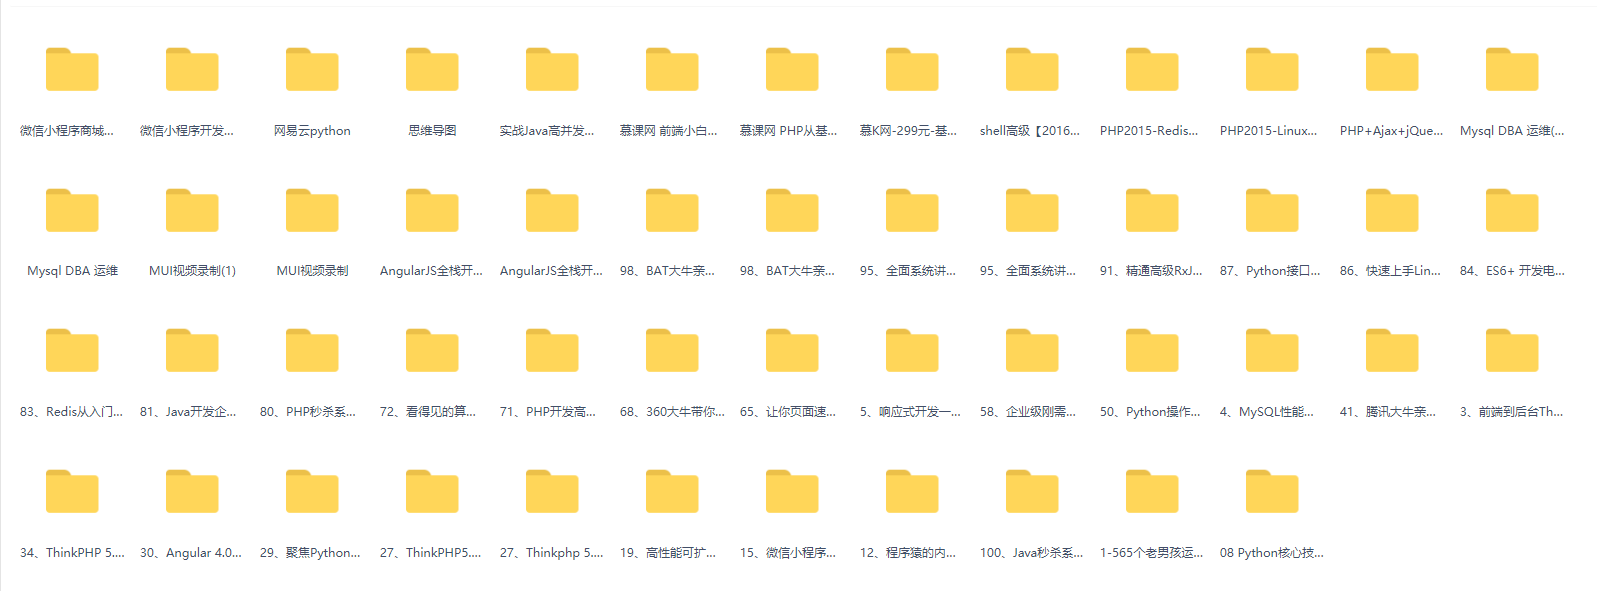 微信小程序商城...
微信小程序开发...
网易云python
思维导图
实战Java高并发...
慕课网 前端小白...
慕课网 PHP从基...
慕K网-299元-基...
shell高级【2016...
PHP2015-Redis...
PHP2015-Linux...
PHP+Ajax+jQue...
Mysql DBA 运维(...
Mysql DBA 运维
MUI视频录制(1)
MUI视频录制
AngularJS全栈开...
AngularJS全栈开...
98、BAT大牛亲...
98、BAT大牛亲...
95、全面系统讲...
95、全面系统讲...
91、精通高级RxJ...
87、Python接口...
86、快速上手Lin...
84、ES6+ 开发电...
83、Redis从入门...
81、Java开发企...
80、PHP秒杀系...
72、看得见的算...
71、PHP开发高...
68、360大牛带你...
65、让你页面速...
5、响应式开发一...
58、企业级刚需...
50、Python操作...
4、MySQL性能...
41、腾讯大牛亲...
3、前端到后台Th...
34、ThinkPHP 5....
30、Angular 4.0...
29、聚焦Python...
27、ThinkPHP5....
27、Thinkphp 5....
19、高性能可扩...
15、微信小程序...
12、程序猿的内...
100、Java秒杀系...
1-565个老男孩运...
08 Python核心技...